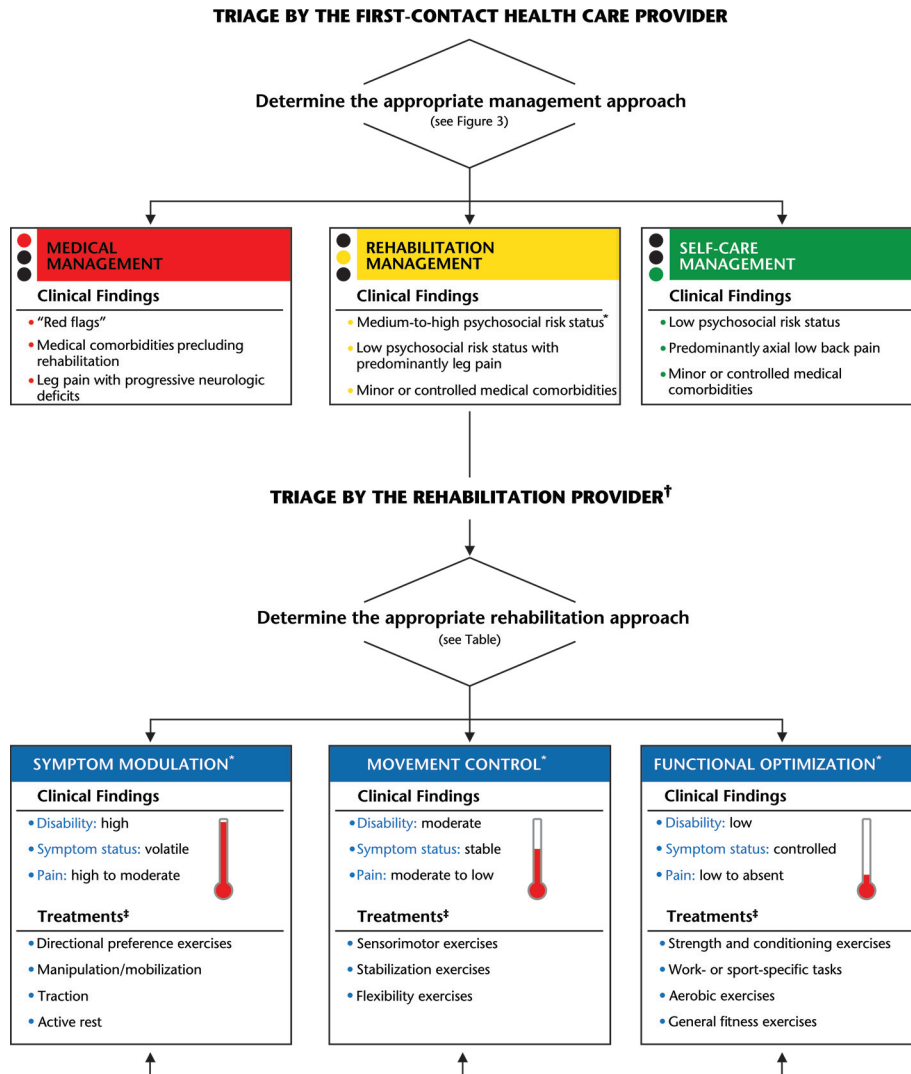 TRIAGE BY THE FIRST-CONTACT HEALTH CARE PROVIDER
Determine the appropriate management approach
(see Figure 3)
MEDICAL
MANAGEMENT
Clinical Findings
• “Red flags”
• Medical comorbidities precluding
rehabilitation
• Leg pain with progressive neurologic
deficits
REHABILITATION
MANAGEMENT
Clinical Findings
• Medium-to-high psychosocial risk status*
• Low psychosocial risk status with
predominantly leg pain
• Minor or controlled medical comorbidities
SELF-CARE
MANAGEMENT
Clinical Findings
• Low psychosocial risk status
• Predominantly axial low back pain
• Minor or controlled medical
comorbidities
TRIAGE BY THE REHABILITATION PROVIDER†
Determine the appropriate rehabilitation approach
(see Table)
SYMPTOM MODULATION*
Clinical Findings
• Disability: high
• Symptom status: volatile
• Pain: high to moderate
Treatments‡
• Directional preference exercises
• Manipulation/mobilization
• Traction
• Active rest
MOVEMENT CONTROL*
Clinical Findings
• Disability: moderate
• Symptom status: stable
• Pain: moderate to low
Treatments‡
• Sensorimotor exercises
• Stabilization exercises
• Flexibility exercises
FUNCTIONAL OPTIMIZATION*
Clinical Findings
• Disability: low
• Symptom status: controlled
• Pain: low to absent
Treatments‡
• Strength and conditioning exercises
• Work- or sport-specific tasks
• Aerobic exercises
• General fitness exercises